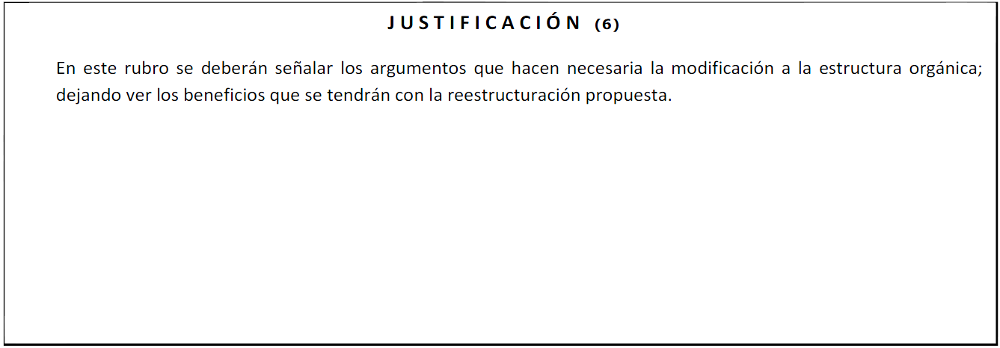 JUSTIFICACIÓN (6)
En este rubro se deberán señalar los argumentos que hacen necesaria la modificación a la estructura orgánica;
dejando ver los beneficios que se tendrán con la reestructuración propuesta.